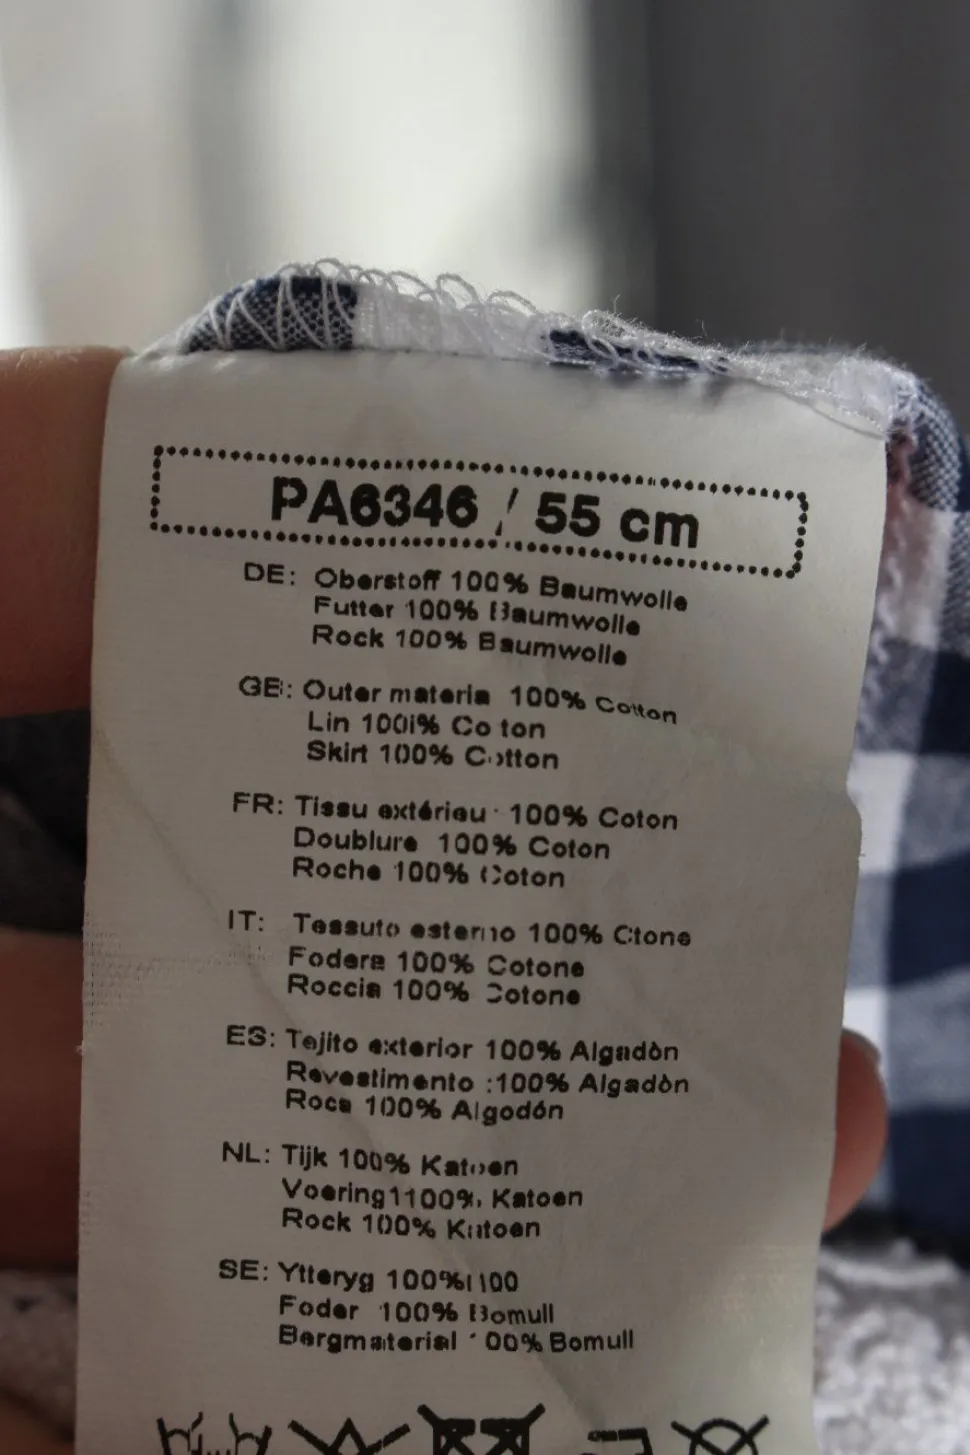 PA6346 / 55 cm
DE: Oberstoff 100% Baumwolle
Futter 100% Baumwolle
Rock 100% Baumwolle
GE: Outer materia 100% Cotton
Lin 100i% Co ton
Skirt 100% Cotton
FR: Tissu extérieu 100% Coton
Doublure 100% Coton
Roche 100% Coton
IT: Tessuto esterno 100% Ctone
Fodera 100% Cotone
Roccia 100% Cotone
ES: Tejito exterior 100% Algadòn
Revestimento :100% Algadòn
Roca 100% Algodón
NL: Tijk 100% Katoen
Voering1100% Katoen
Rock 100% Katoen
SE: Ytteryg 100%
Foder 100% Bomull
Bergmaterial 100% Bomull